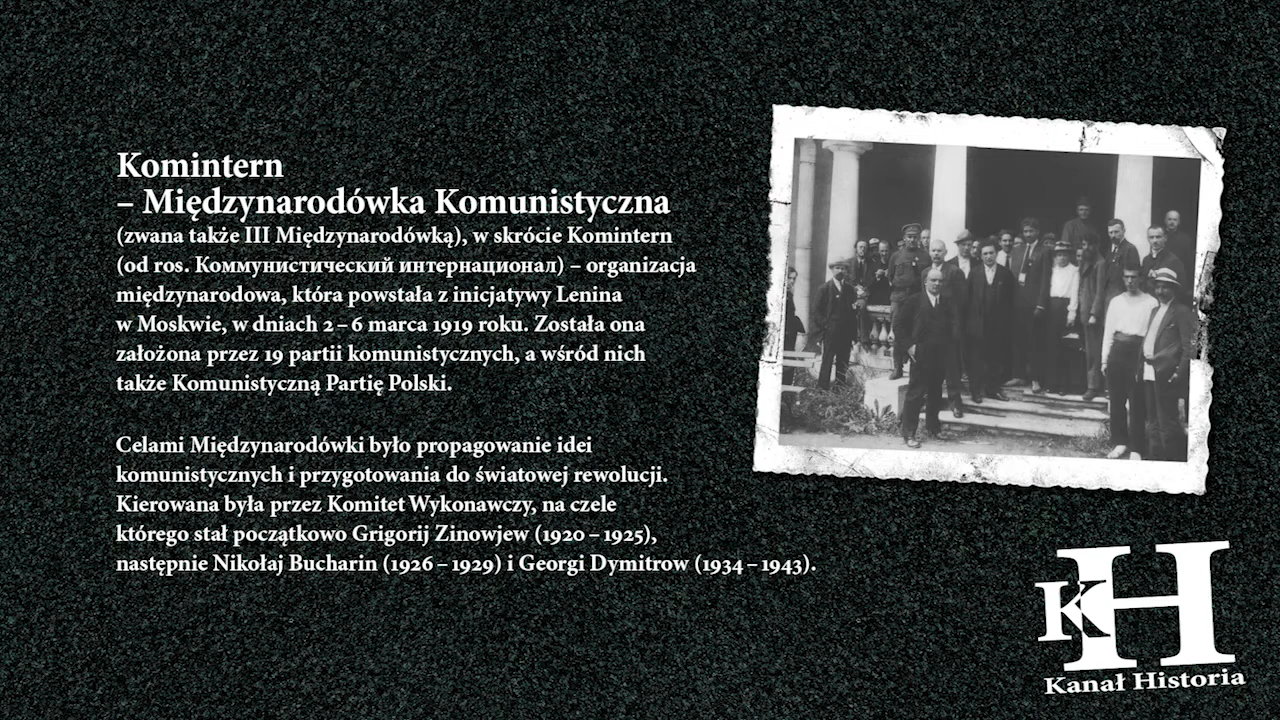 Komintern
– Międzynarodówka Komunistyczna
(zwana także III Międzynarodówką), w skrócie Komintern
(od ros. Коммунистический интернационал) – organizacja
międzynarodowa, która powstała z inicjatywy Lenina
w Moskwie, w dniach 2 – 6 marca 1919 roku. Została ona
założona przez 19 partii komunistycznych, a wśród nich
także Komunistyczną Partię Polski.
Celami Międzynarodówki było propagowanie idei
komunistycznych i przygotowania do światowej rewolucji.
Kierowana była przez Komitet Wykonawczy, na czele
którego stał początkowo Grigorij Zinowjew (1920 – 1925),
następnie Nikołaj Bucharin (1926 – 1929) i Georgi Dymitrow (1934 – 1943).
KH
Kanał Historia